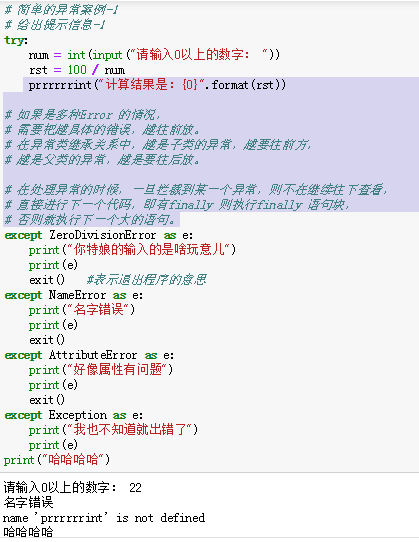 # 简单的异常案例-1
# 给出提示信息-1
try:
    num = int(input("请输入0以上的数字： "))
    rst = 100 / num
    prrrrrrint("计算结果是：{0}".format(rst))
# 如果是多种Error 的情况，
# 需要把越具体的错误，越往前放。
# 在异常类继承关系中，越是子类的异常，越要往前方，
# 越是父类的异常，越是要往后放。
# 在处理异常的时候，一旦拦截到某一个异常，则不在继续往下查看，
# 直接进行下一个代码，即有finally 则执行finally 语句块，
# 否则就执行下一个大的语句。
except ZeroDivisionError as e:
    print("你特娘的输入的是啥玩意儿")
    print(e)
    exit()   #表示退出程序的意思
except NameError as e:
    print("名字错误")
    print(e)
    exit()
except AttributeError as e:
    print("好像属性有问题")
    print(e)
    exit()
except Exception as e:
    print("我也不知道就出错了")
    print(e)
print("哈哈哈哈")
请输入0以上的数字： 22
名字错误
name 'prrrrrrint' is not defined
哈哈哈哈